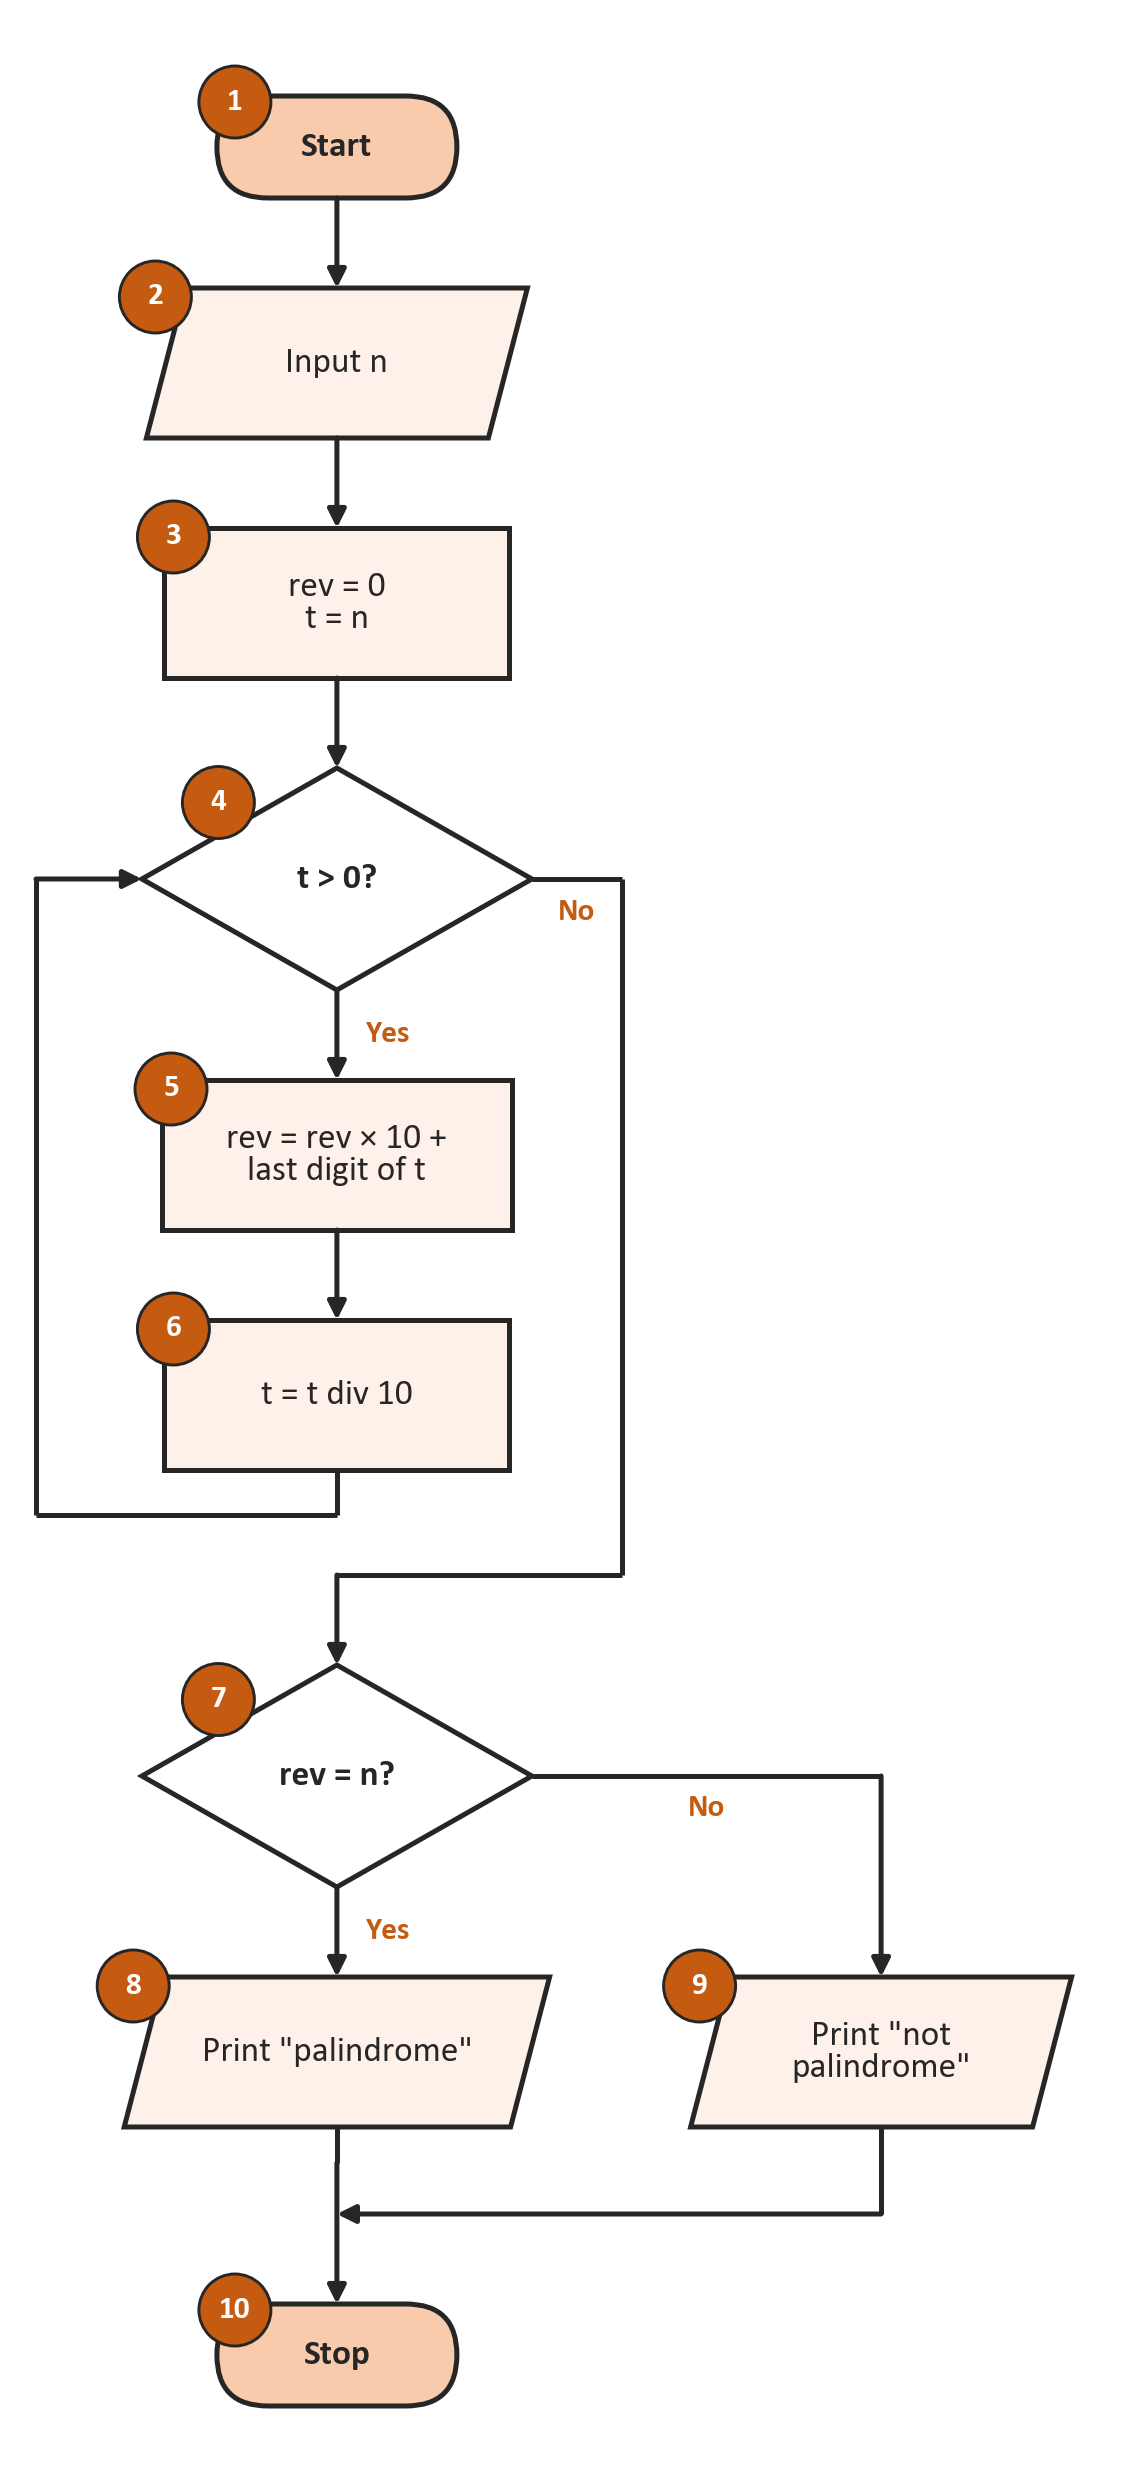 1
Start
2
Input n
3
rev = 0
t = n
4
t > 0?
No
Yes
5
rev = rev × 10 +
last digit of t
6
t = t div 10
7
rev = n?
No
Yes
8
Print "palindrome"
9
Print "not
palindrome"
10
Stop